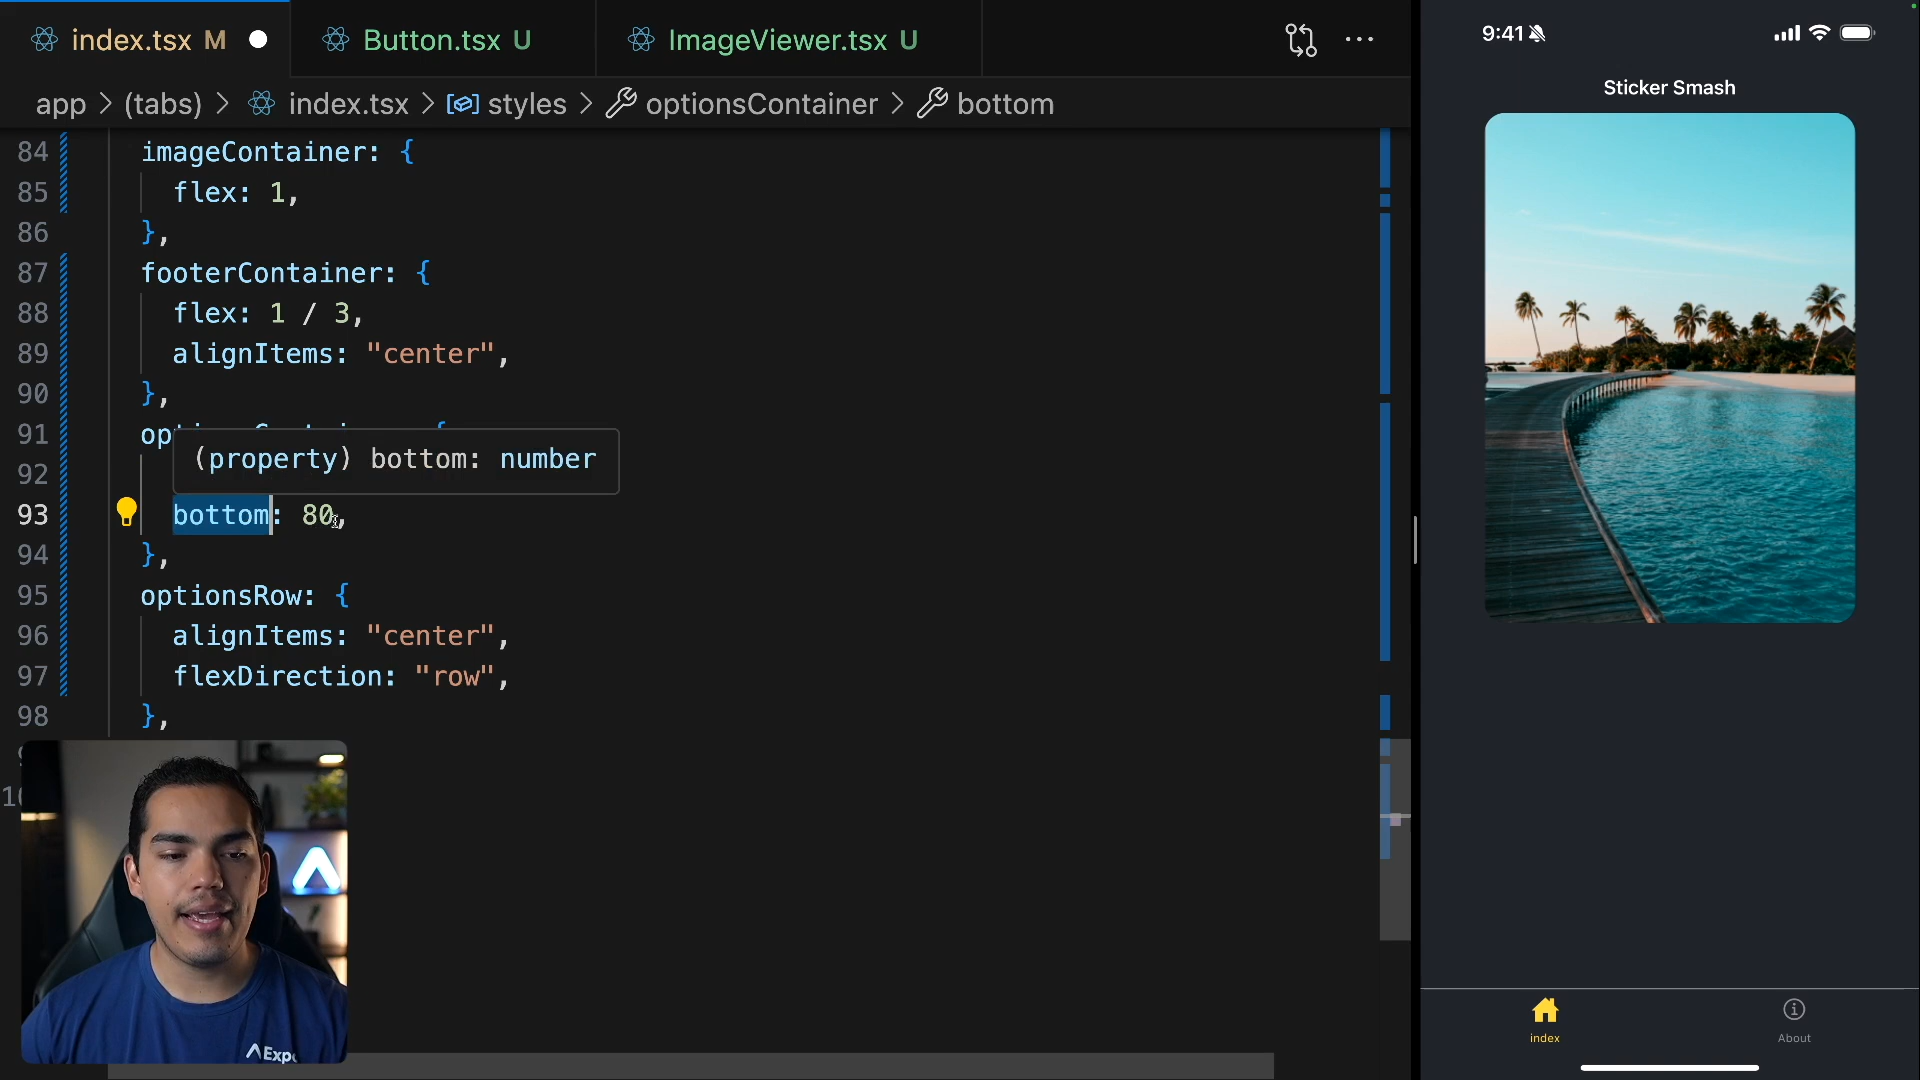 index.tsx M
Button.tsx U
ImageViewer.tsx U
app > (tabs) > index.tsx > styles > optionsContainer > bottom
84 imageContainer: {
85 flex: 1,
86 },
87 footerContainer: {
88 flex: 1 / 3,
89 alignItems: "center",
90 },
91 op
(property) bottom: number
92
93 bottom: 80,
94 },
95 optionsRow: {
96 alignItems: "center",
97 flexDirection: "row",
98 },
Expo
9:41
Sticker Smash
index
About